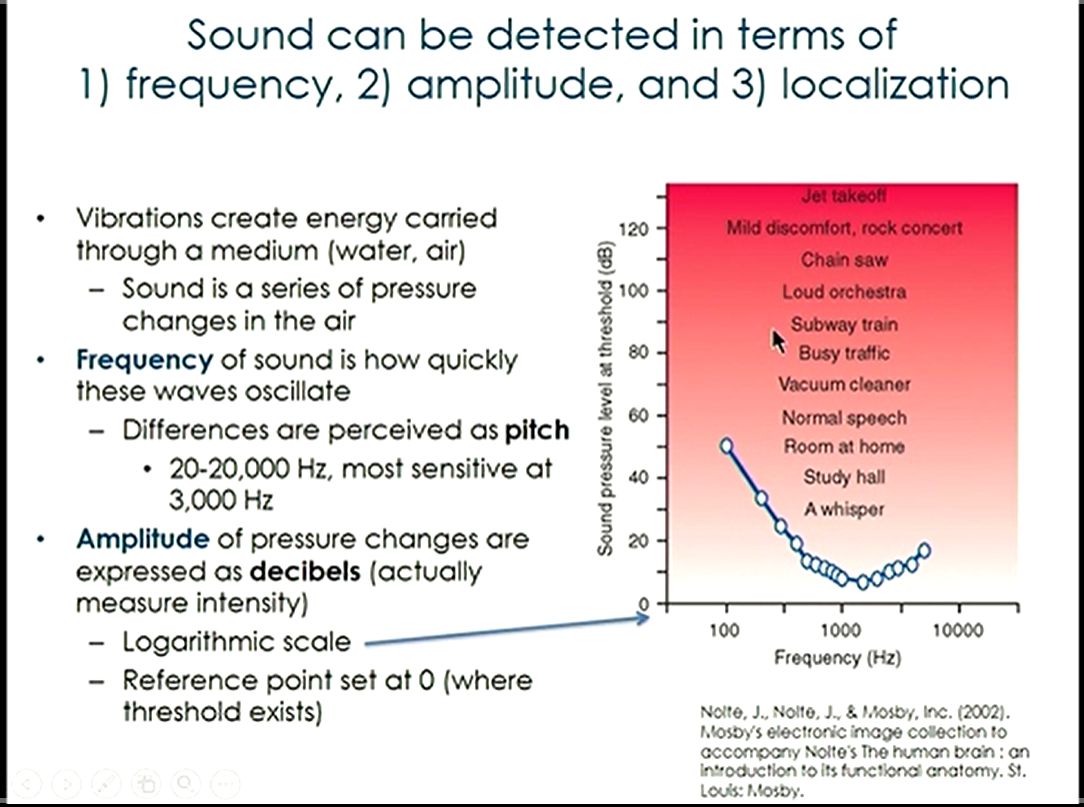 Sound can be detected in terms of
1) frequency, 2) amplitude, and 3) localization
• Vibrations create energy carried
through a medium (water, air)
– Sound is a series of pressure
changes in the air
• Frequency of sound is how quickly
these waves oscillate
– Differences are perceived as pitch
• 20-20,000 Hz, most sensitive at
3,000 Hz
• Amplitude of pressure changes are
expressed as decibels (actually
measure intensity)
– Logarithmic scale
– Reference point set at 0 (where
threshold exists)
Sound pressure level at threshold (dB)
120
100
80
60
40
20
0
Jet takeoff
Mild discomfort, rock concert
Chain saw
Loud orchestra
Subway train
Busy traffic
Vacuum cleaner
Normal speech
Room at home
Study hall
A whisper
100 1000 10000
Frequency (Hz)
Nolte, J., Nolte, J., & Mosby, Inc. (2002).
Mosby's electronic image collection to
accompany Nolte's The human brain : an
introduction to its functional anatomy. St.
Louis: Mosby.